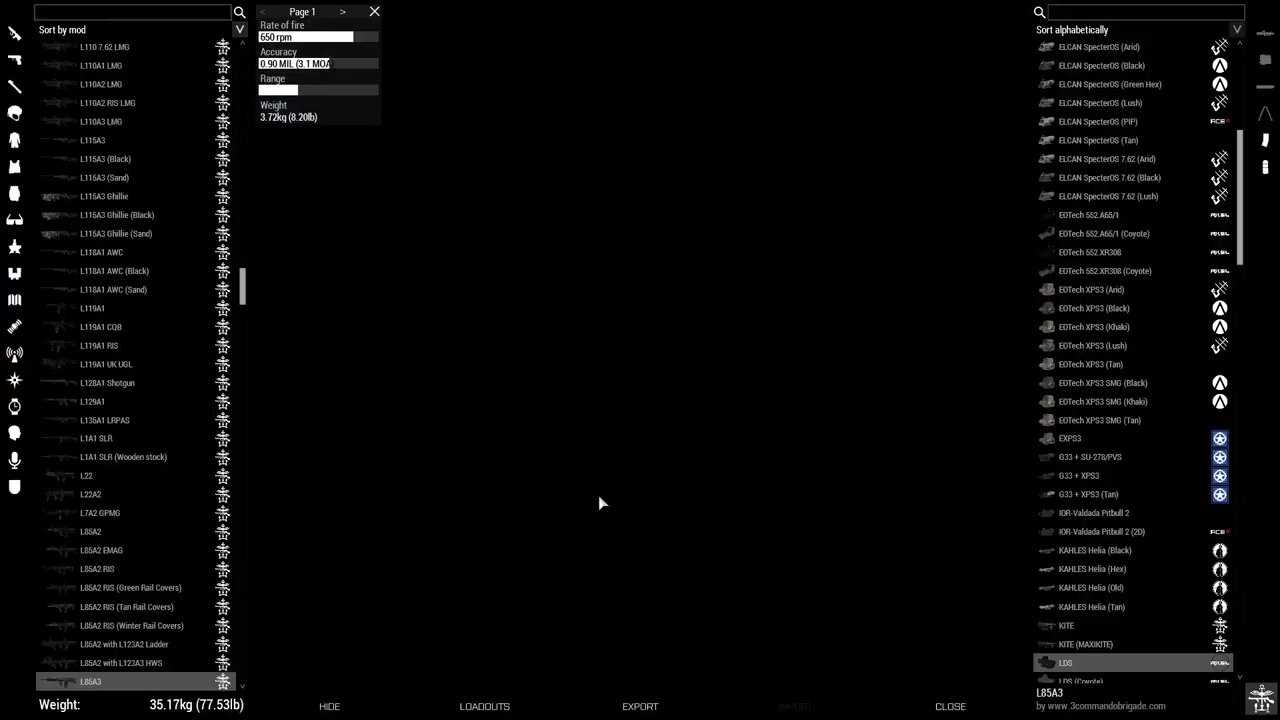 Sort by mod
L110 7.62 LMG
L110A1 LMG
L110A2 LMG
L110A2 RIS LMG
L110A3 LMG
L115A3
L115A3 (Black)
L115A3 (Sand)
L115A3 Ghillie
L115A3 Ghillie (Black)
L115A3 Ghillie (Sand)
L118A1 AWC
L118A1 AWC (Black)
L118A1 AWC (Sand)
L119A1
L119A1 CQB
L119A1 RIS
L119A1 UK UGL
L128A1 Shotgun
L129A1
L135A1 LRPAS
L1A1 SLR
L1A1 SLR (Wooden stock)
L22
L22A2
L7A2 GPMG
L85A2
L85A2 EMAG
L85A2 RIS
L85A2 RIS (Green Rail Covers)
L85A2 RIS (Tan Rail Covers)
L85A2 RIS (Winter Rail Covers)
L85A2 with L123A2 Ladder
L85A2 with L123A3 HWS
L85A3
Weight: 35.17kg (77.53lb)
< Page 1 >
Rate of fire
650 rpm
Accuracy
0.90 MIL (3.1 MOA
Range
Weight
3.72kg (8.20lb)
HIDE
LOADOUTS
EXPORT
IMPORT
CLOSE
Sort alphabetically
ELCAN SpecterOS (Arid)
ELCAN SpecterOS (Black)
ELCAN SpecterOS (Green Hex)
ELCAN SpecterOS (Lush)
ELCAN SpecterOS (PIP)
ELCAN SpecterOS (Tan)
ELCAN SpecterOS 7.62 (Arid)
ELCAN SpecterOS 7.62 (Black)
ELCAN SpecterOS 7.62 (Lush)
EOTech 552.A65/1
EOTech 552.A65/1 (Coyote)
EOTech 552.XR308
EOTech 552.XR308 (Coyote)
EOTech XPS3 (Arid)
EOTech XPS3 (Black)
EOTech XPS3 (Khaki)
EOTech XPS3 (Lush)
EOTech XPS3 (Tan)
EOTech XPS3 SMG (Black)
EOTech XPS3 SMG (Khaki)
EOTech XPS3 SMG (Tan)
EXPS3
G33 + SU-278/PVS
G33 + XPS3
G33 + XPS3 (Tan)
IOR-Valdada Pitbull 2
IOR-Valdada Pitbull 2 (2D)
KAHLES Helia (Black)
KAHLES Helia (Hex)
KAHLES Helia (Old)
KAHLES Helia (Tan)
KITE
KITE (MAXIKITE)
LDS
LDS (Coyote)
L85A3
by www.3commandobrigade.com